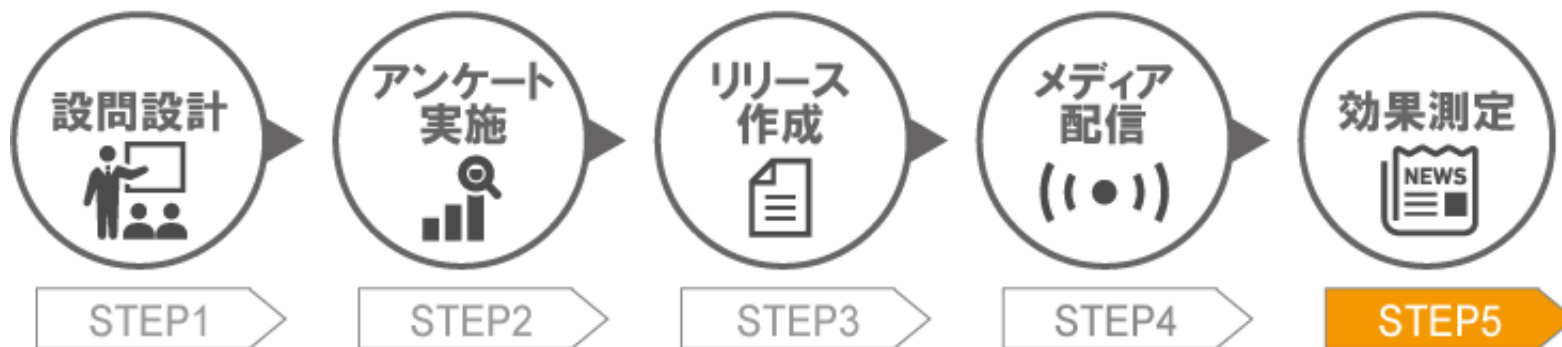 設問設計
アンケート
実施
リリース
作成
メディア
配信
効果測定
NEWS
STEP1
STEP2
STEP3
STEP4
STEP5